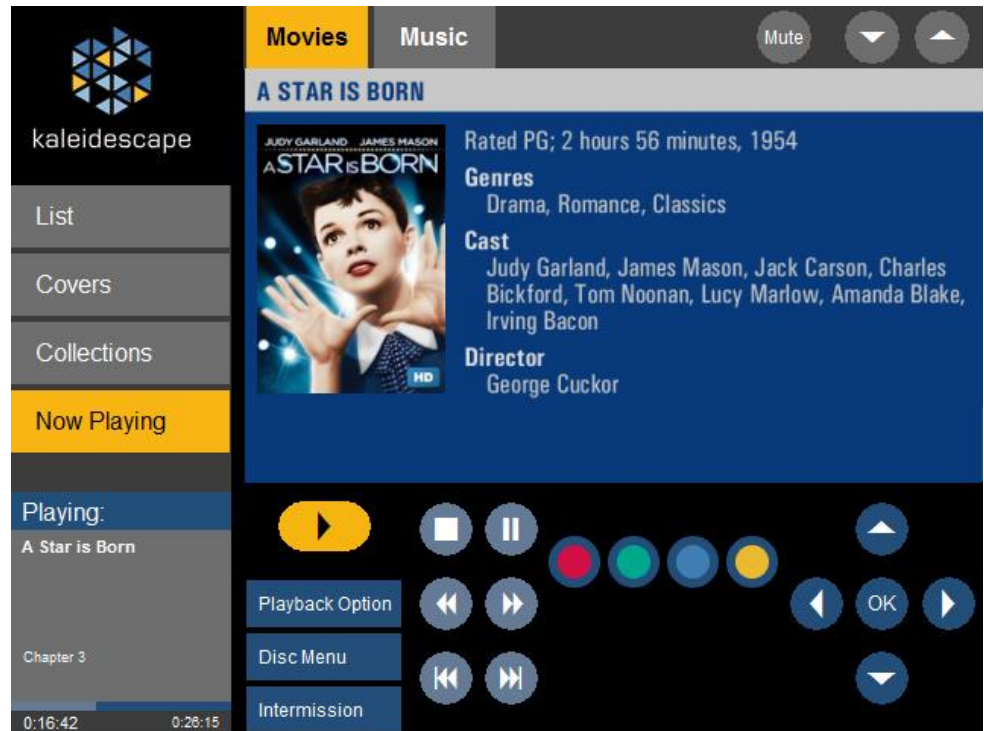 kaleidescape
Movies
Music
Mute
A STAR IS BORN
JUDY GARLAND JAMES MASON
A STAR IS BORN
HD
Rated PG; 2 hours 56 minutes, 1954
Genres
Drama, Romance, Classics
Cast
Judy Garland, James Mason, Jack Carson, Charles
Bickford, Tom Noonan, Lucy Marlow, Amanda Blake,
Irving Bacon
Director
George Cuckor
List
Covers
Collections
Now Playing
Playing:
A Star is Born
Chapter 3
0:16:42
0:26:15
Playback Option
Disc Menu
Intermission
OK